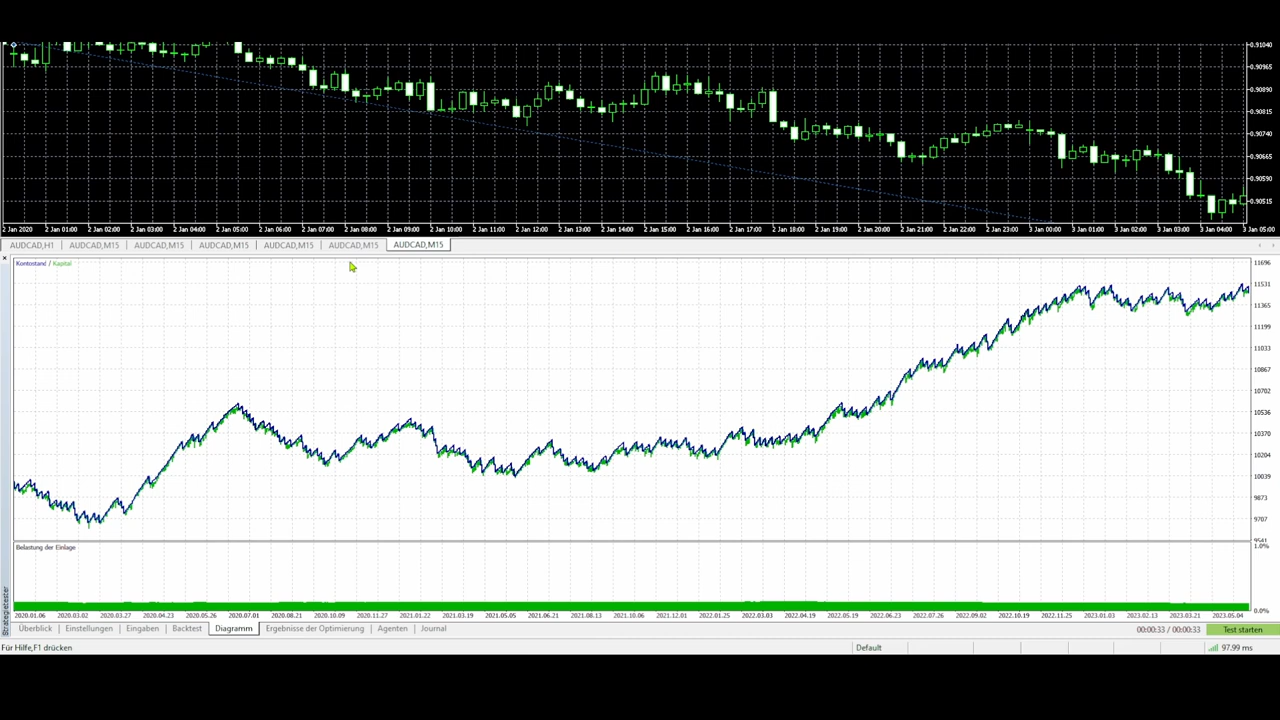 0.91040
0.90965
0.90890
0.90815
0.90740
0.90665
0.90590
0.90515
2 Jan 2020 2 Jan 01:00 2 Jan 02:00 2 Jan 03:00 2 Jan 04:00 2 Jan 05:00 2 Jan 06:00 2 Jan 07:00 2 Jan 08:00 2 Jan 09:00 2 Jan 10:00 2 Jan 11:00 2 Jan 12:00 2 Jan 13:00 2 Jan 14:00 2 Jan 15:00 2 Jan 16:00 2 Jan 17:00 2 Jan 18:00 2 Jan 19:00 2 Jan 20:00 2 Jan 21:00 2 Jan 22:00 2 Jan 23:00 3 Jan 00:00 3 Jan 01:00 3 Jan 02:00 3 Jan 03:00 3 Jan 04:00 3 Jan 05:00
AUDCAD,H1 AUDCAD,M15 AUDCAD,M15 AUDCAD,M15 AUDCAD,M15 AUDCAD,M15 AUDCAD,M15
Kontostand / Kapital
11696
11531
11365
11199
11033
10867
10702
10536
10370
10204
10039
9873
9707
9541
Belastung der Einlage
1.0%
0.0%
2020.01.06 2020.03.02 2020.03.27 2020.04.23 2020.05.26 2020.07.01 2020.08.21 2020.10.09 2020.11.27 2021.01.22 2021.03.19 2021.05.05 2021.06.21 2021.08.13 2021.10.06 2021.12.01 2022.01.25 2022.03.03 2022.04.19 2022.05.19 2022.06.22 2022.07.26 2022.09.12 2022.10.19 2022.11.25 2023.01.03 2023.02.13 2023.03.21 2023.05.04
Strategietester
Überblick | Einstellungen | Eingaben | Backtest | Diagramm | Ergebnisse der Optimierung | Agenten | Journal
00:00:33 / 00:00:33 Test starten
Für Hilfe,F1 drücken Default 97.99 ms